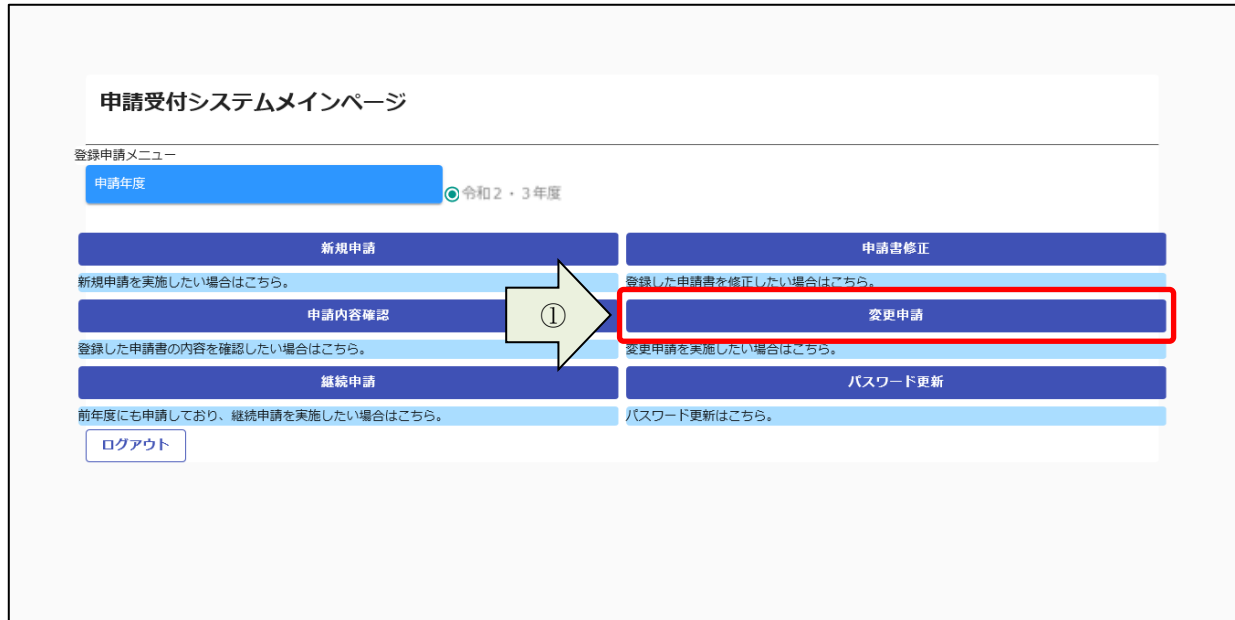 申請受付システムメインページ
登録申請メニュー
申請年度
令和２・３年度
新規申請
申請書修正
新規申請を実施したい場合はこちら。
登録した申請書を修正したい場合はこちら。
申請内容確認
①
変更申請
登録した申請書の内容を確認したい場合はこちら。
変更申請を実施したい場合はこちら。
継続申請
パスワード更新
前年度にも申請しており、継続申請を実施したい場合はこちら。
パスワード更新はこちら。
ログアウト